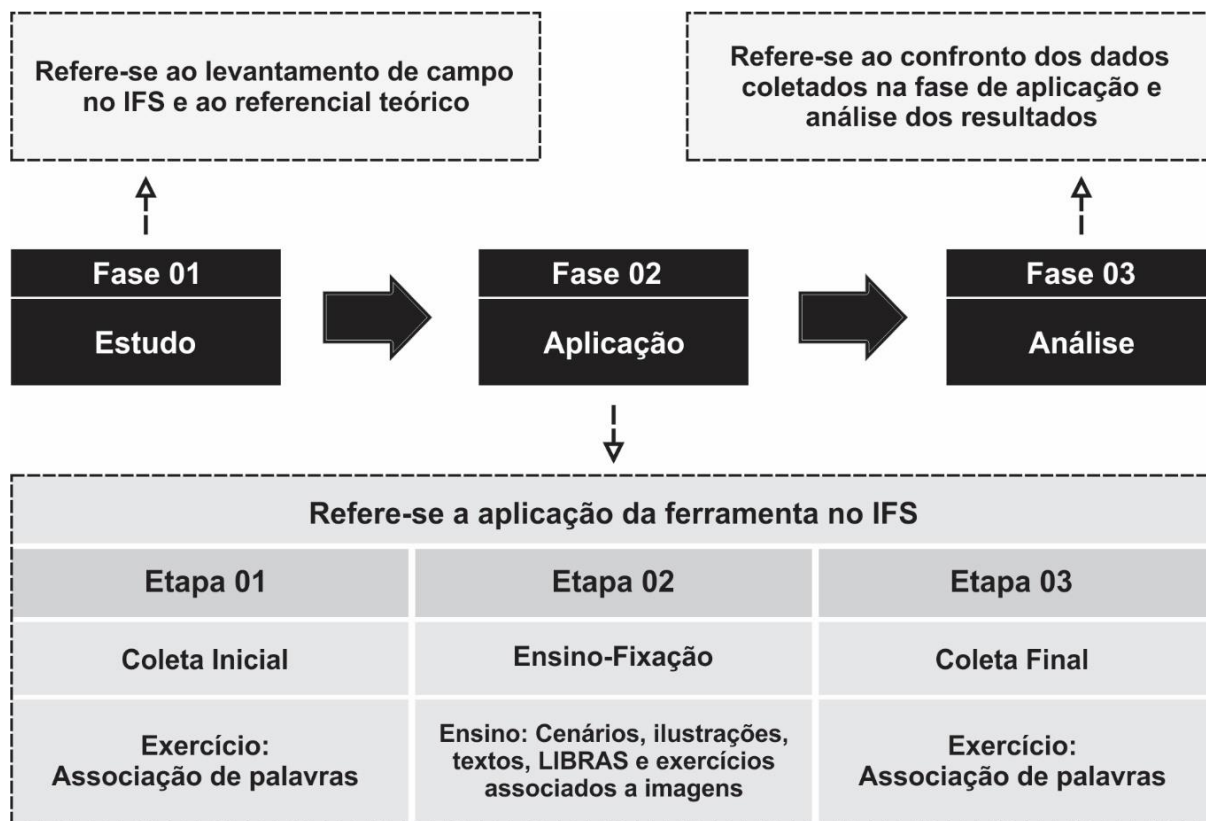 Refere-se ao levantamento de campo
no IFS e ao referencial teórico
Refere-se ao confronto dos dados
coletados na fase de aplicação e
análise dos resultados
Fase 01
Estudo
Fase 02
Aplicação
Fase 03
Análise
Refere-se a aplicação da ferramenta no IFS
Etapa 01
Etapa 02
Etapa 03
Coleta Inicial
Ensino-Fixação
Coleta Final
Exercício:
Associação de palavras
Ensino: Cenários, ilustrações,
textos, LIBRAS e exercícios
associados a imagens
Exercício:
Associação de palavras